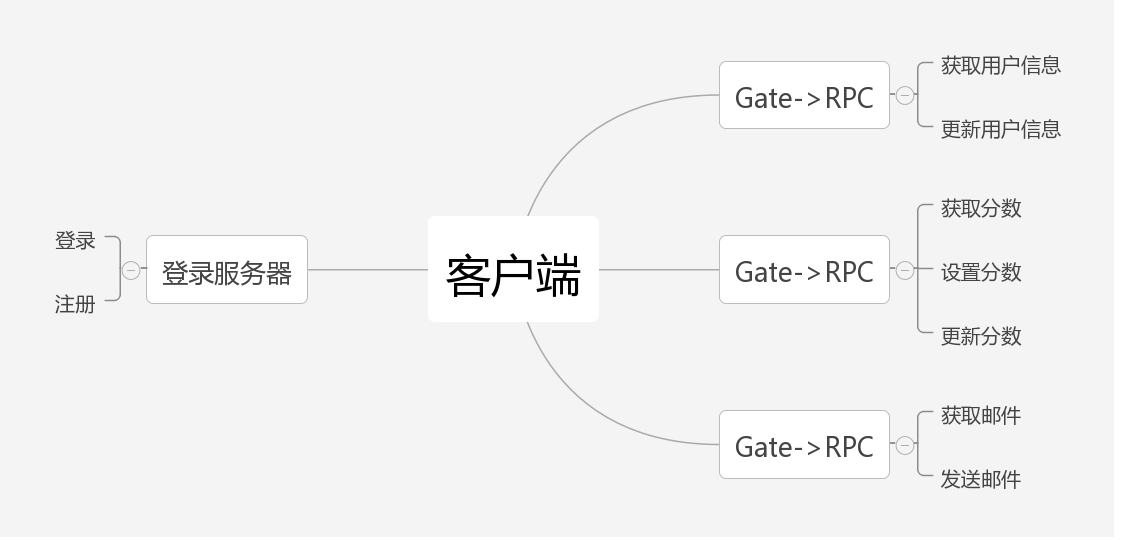 客户端
Gate->RPC
获取用户信息
更新用户信息
Gate->RPC
获取分数
设置分数
更新分数
Gate->RPC
获取邮件
发送邮件
登录服务器
登录
注册